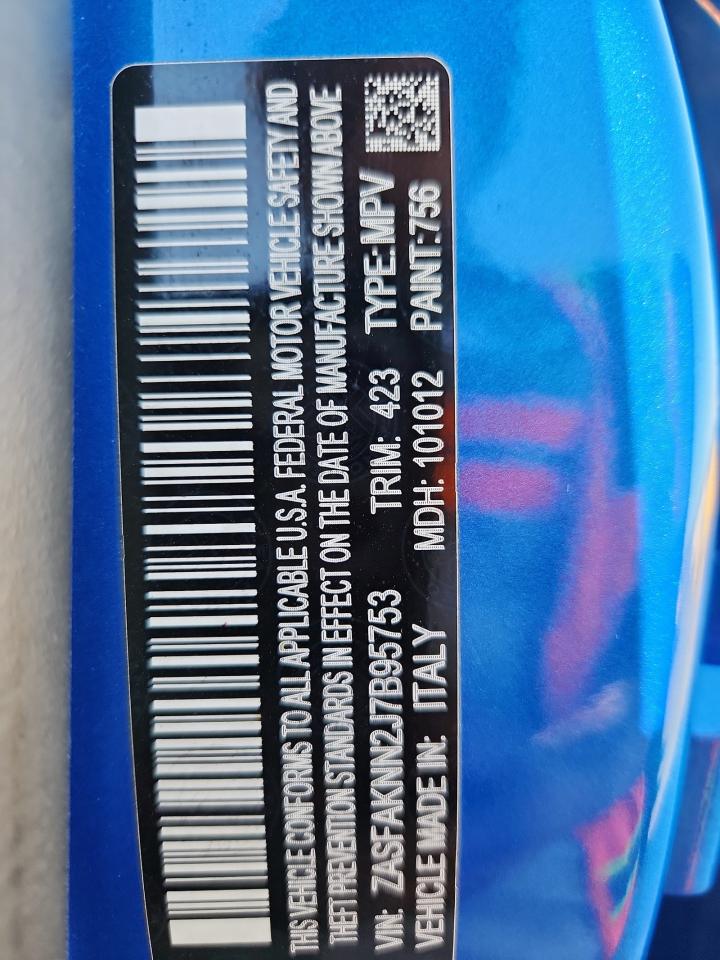 THIS VEHICLE CONFORMS TO ALL APPLICABLE U.S.A. FEDERAL MOTOR VEHICLE SAFETY AND
THEFT PREVENTION STANDARDS IN EFFECT ON THE DATE OF MANUFACTURE SHOWN ABOVE
VIN: ZASFAKNN2J7B95753 TRIM: 423 TYPE:MPV
VEHICLE MADE IN: ITALY MDH: 101012 PAINT:756